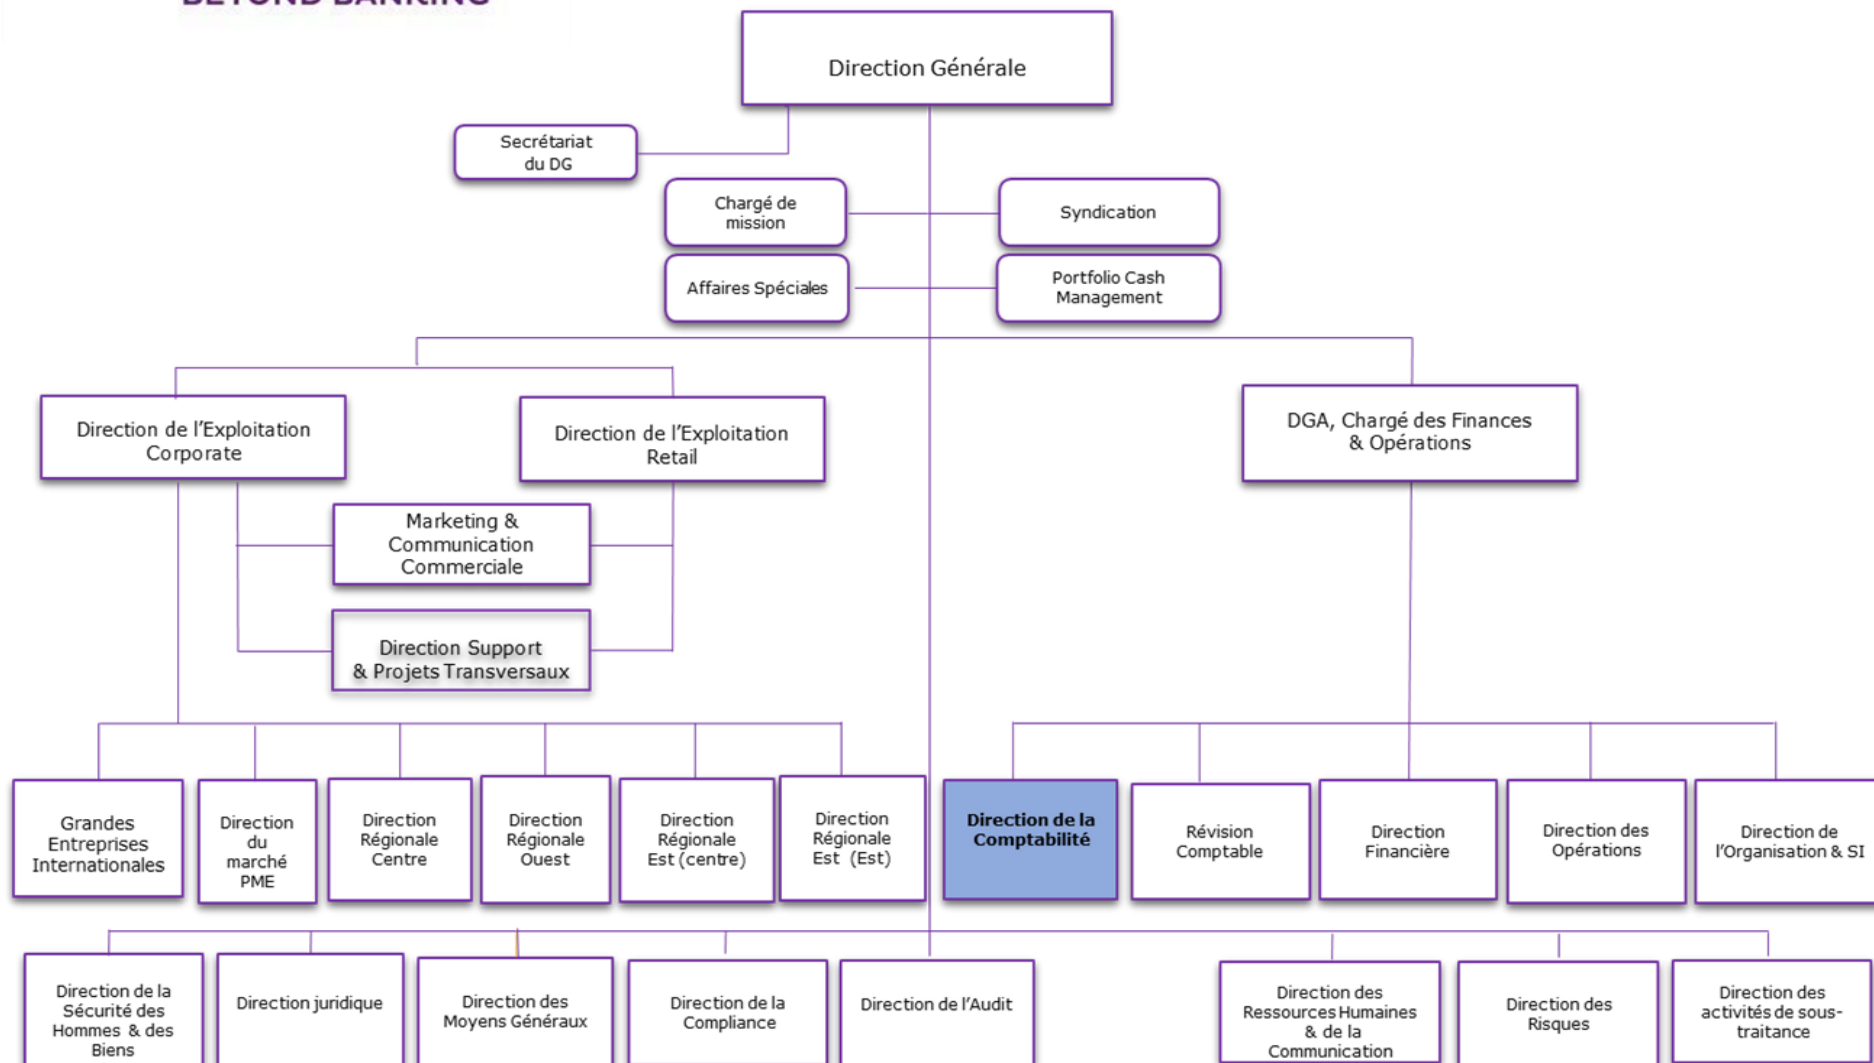 BEYOND BANKING
Direction Générale
Secrétariat
du DG
Chargé de
mission
Syndication
Affaires Spéciales
Portfolio Cash
Management
Direction de l'Exploitation
Corporate
Direction de l'Exploitation
Retail
DGA, Chargé des Finances
& Opérations
Marketing &
Communication
Commerciale
Direction Support
& Projets Transversaux
Grandes
Entreprises
Internationales
Direction
du
marché
PME
Direction
Régionale
Centre
Direction
Régionale
Ouest
Direction
Régionale
Est (centre)
Direction
Régionale
Est (Est)
Direction de la
Comptabilité
Révision
Comptable
Direction
Financière
Direction des
Opérations
Direction de
l'Organisation & SI
Direction de la
Sécurité des
Hommes & des
Biens
Direction juridique
Direction des
Moyens Généraux
Direction de la
Compliance
Direction de l'Audit
Direction des
Ressources Humaines
& de la
Communication
Direction des
Risques
Direction des
activités de sous-
traitance